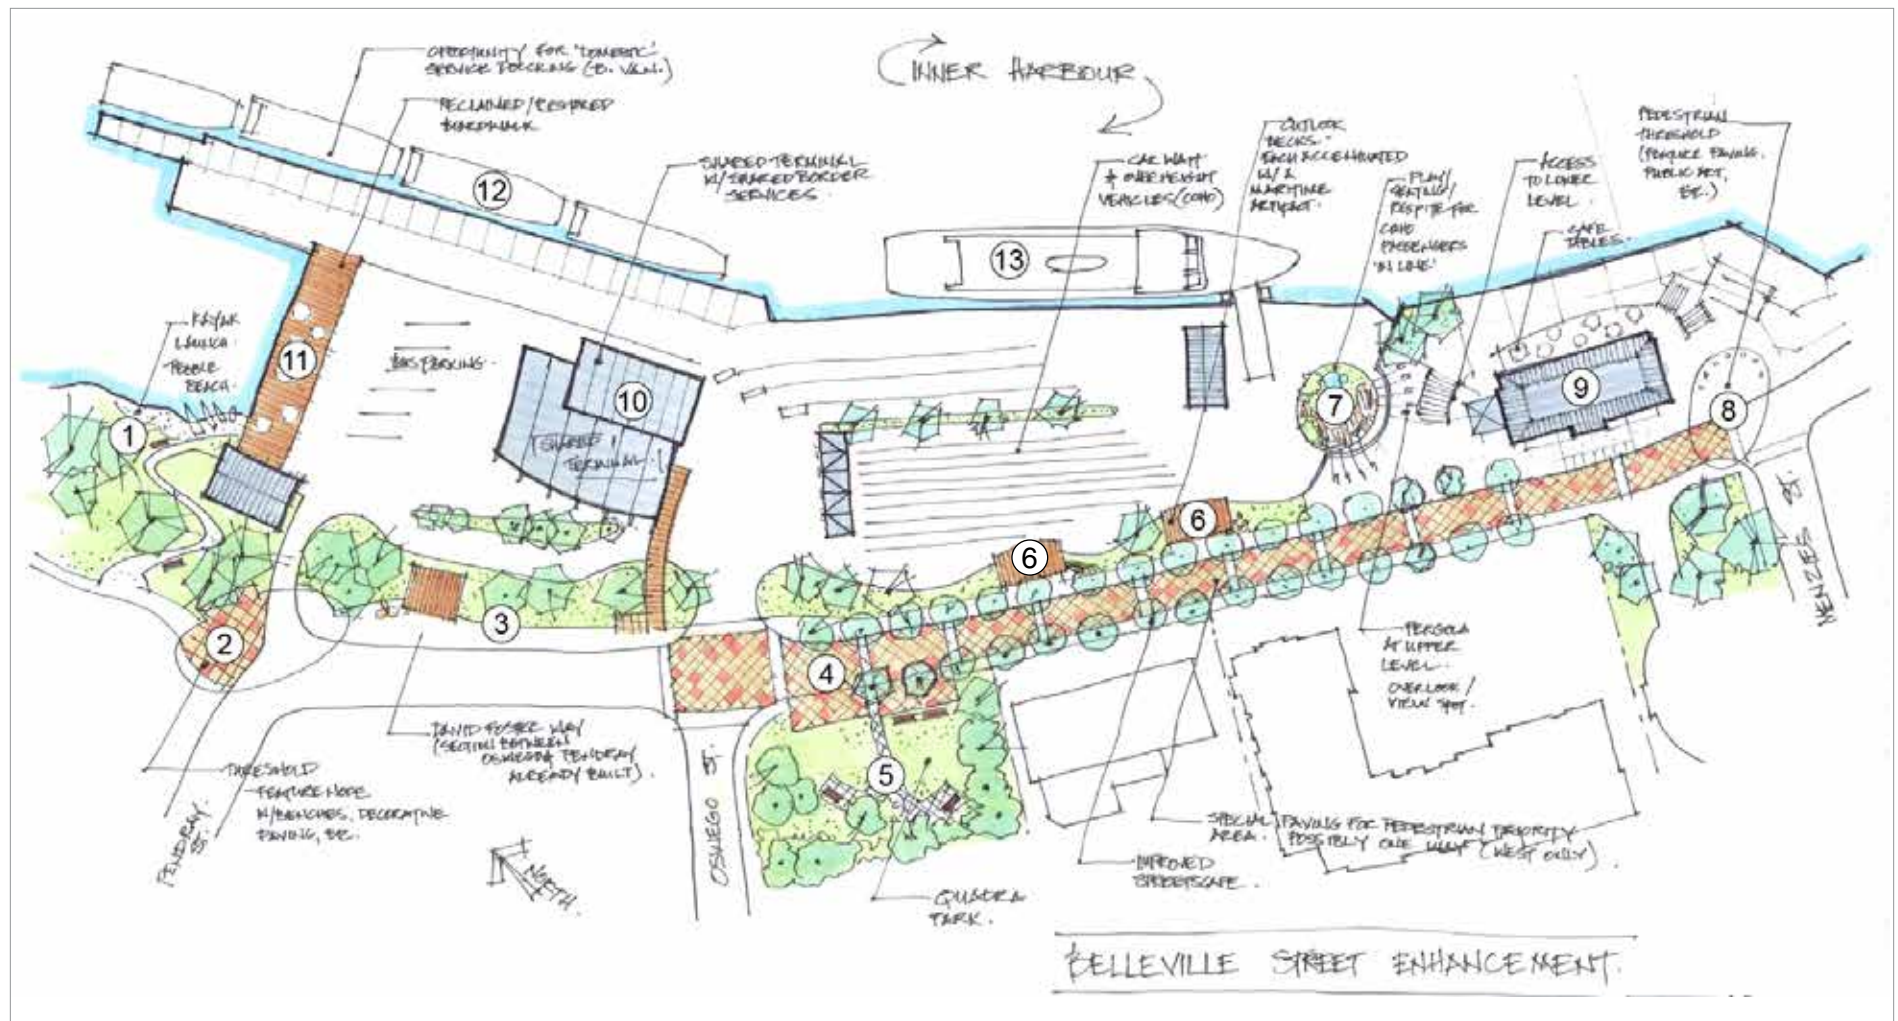 OPPORTUNITY FOR 'DOMESTIC'
SERVICE DOCKING (E. VAN.)
RECLAIMED/RESTORED
BOARDWALK
INNER HARBOUR
SHARED TERMINAL
W/ SHARED BORDER
SERVICES
CAR WAIT
& OVERHEIGHT
VEHICLES (COHO)
OUTLOOK
DECKS.
EACH ACCENTUATED
W/ A
MARITIME
ARTIFACT.
PLAY/
SEATING/
RESPITE FOR
COHO
PASSENGERS
'IN LINE'
ACCESS
TO LOWER
LEVEL.
CAFE
TABLES.
PEDESTRIAN
THRESHOLD
(FEATURE PAVING,
PUBLIC ART,
ETC.)
12
13
KAYAK
LAUNCH
PEBBLE
BEACH.
11
BUS PARKING.
10
SHARED
TERMINAL.
7
9
8
1
6
6
2
3
4
5
MENZIES ST.
PERGOLA
AT UPPER
LEVEL.
OVERLOOK/
VIEW SPOT.
DAVID FOSTER WAY
(SECTION BETWEEN
OSWEGO & PENDRAY
ALREADY BUILT).
THRESHOLD
FEATURE NODE
W/BENCHES, DECORATIVE
PAVING, ETC.
PENDRAY ST.
OSWEGO ST.
NORTH.
SPECIAL PAVING FOR PEDESTRIAN PRIORITY
AREA. POSSIBLY ONE WAY (WEST ONLY).
IMPROVED
STREETSCAPE.
QUADRA
PARK.
BELLEVILLE STREET ENHANCEMENT.